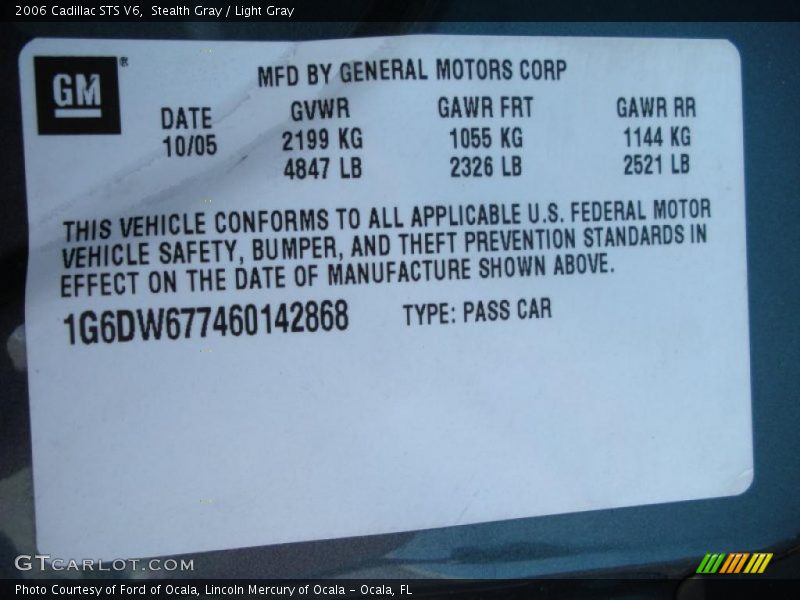 2006 Cadillac STS V6,  Stealth Gray / Light Gray
GM®
MFD BY GENERAL MOTORS CORP
DATE GVWR GAWR FRT GAWR RR
10/05 2199 KG 1055 KG 1144 KG
4847 LB 2326 LB 2521 LB
THIS VEHICLE CONFORMS TO ALL APPLICABLE U.S. FEDERAL MOTOR
VEHICLE SAFETY, BUMPER, AND THEFT PREVENTION STANDARDS IN
EFFECT ON THE DATE OF MANUFACTURE SHOWN ABOVE.
1G6DW677460142868 TYPE: PASS CAR
GTCARLOT.COM
Photo Courtesy of Ford of Ocala, Lincoln Mercury of Ocala - Ocala, FL